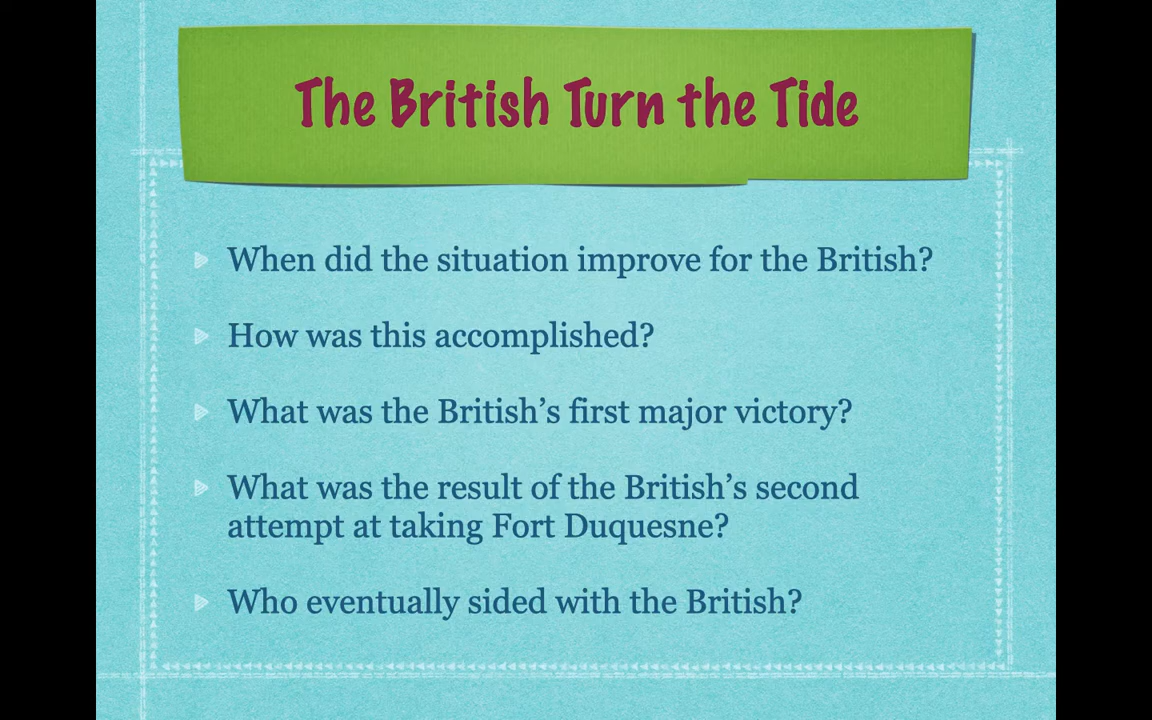 The British Turn the Tide
When did the situation improve for the British?
How was this accomplished?
What was the British’s first major victory?
What was the result of the British’s second
attempt at taking Fort Duquesne?
Who eventually sided with the British?